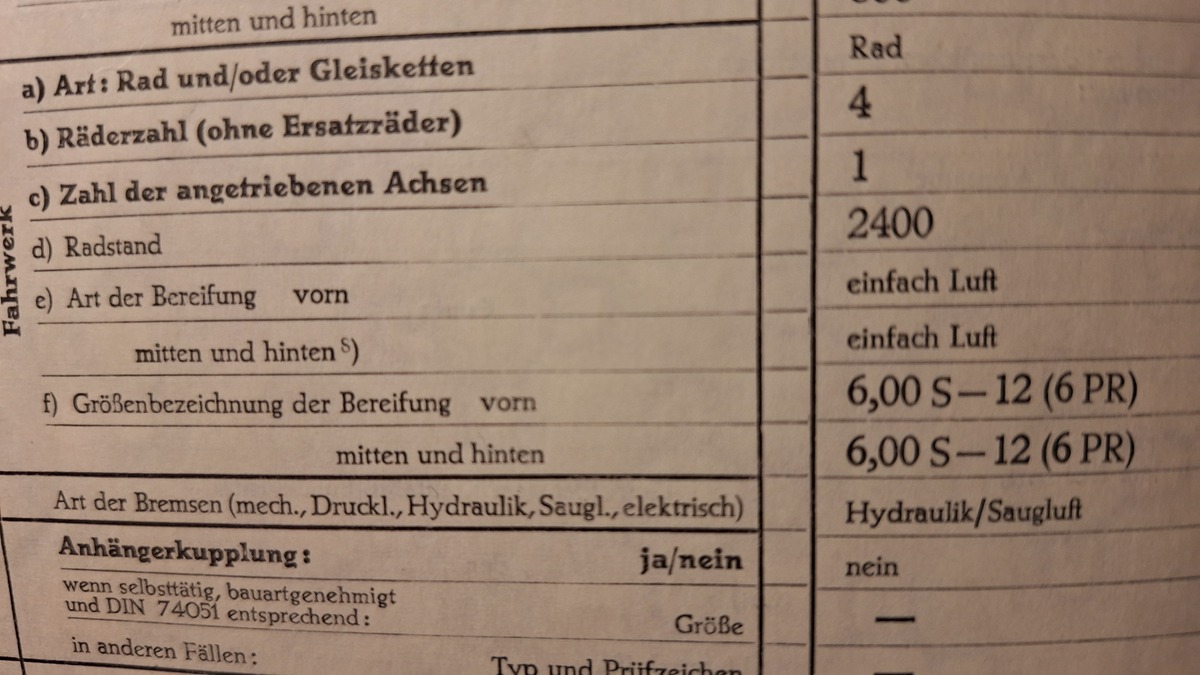 mitten und hinten
a) Art: Rad und/oder Gleisketten Rad
b) Räderzahl (ohne Ersatzräder) 4
c) Zahl der angetriebenen Achsen 1
d) Radstand 2400
e) Art der Bereifung vorn einfach Luft
mitten und hinten S) einfach Luft
f) Größenbezeichnung der Bereifung vorn 6,00 S—12 (6 PR)
mitten und hinten 6,00 S—12 (6 PR)
Fahrwerk
Art der Bremsen (mech., Druckl., Hydraulik, Saugl., elektrisch) Hydraulik/Saugluft
Anhängerkupplung: ja/nein nein
wenn selbsttätig, bauartgenehmigt
und DIN 74051 entsprechend: Größe —
in anderen Fällen: Typ und Prüfzeichen —